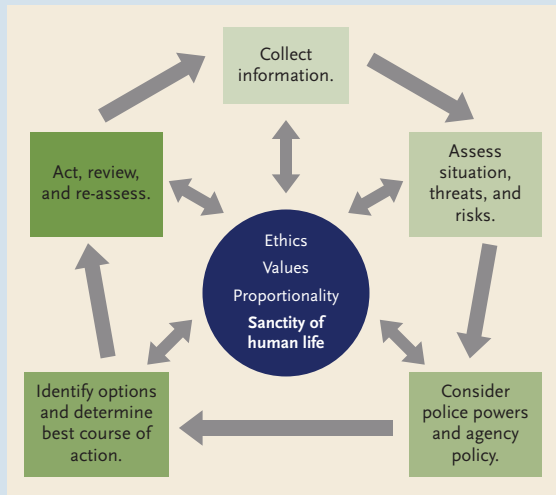 Collect
information.
Assess
situation,
threats, and
risks.
Consider
police powers
and agency
policy.
Identify options
and determine
best course of
action.
Act, review,
and re-assess.
Ethics
Values
Proportionality
Sanctity of
human life